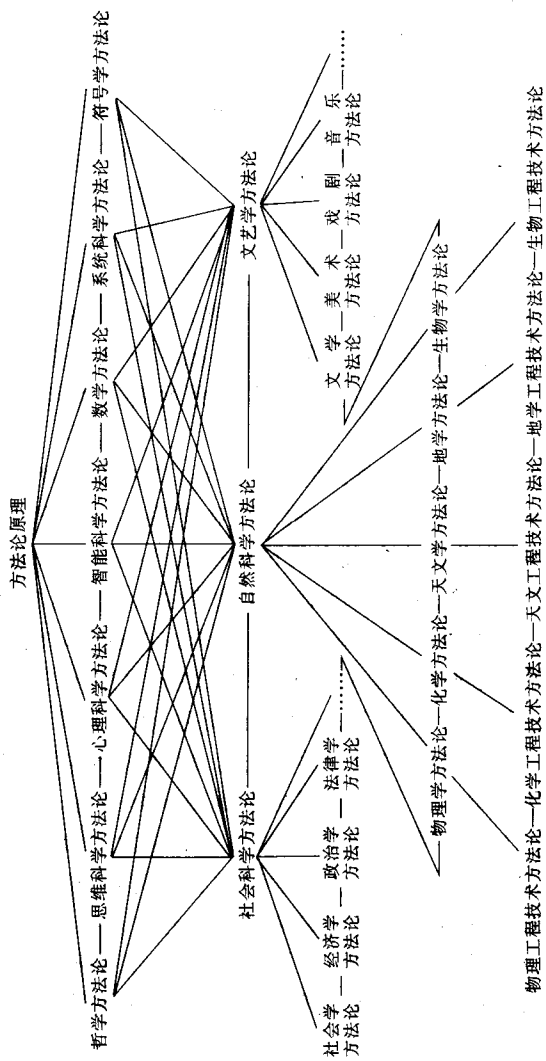 方法论原理
哲学方法论——思维科学方法论——心理科学方法论——智能科学方法论——数学方法论——系统科学方法论——符号学方法论
社会科学方法论——自然科学方法论——文艺学方法论
社会学方法论—经济学方法论—政治学方法论—法律学方法论……
文学方法论—美术方法论—戏剧方法论—音乐方法论……
物理学方法论—化学方法论—天文学方法论—地学方法论—生物学方法论
物理工程技术方法论—化学工程技术方法论—天文工程技术方法论—地学工程技术方法论—生物工程技术方法论